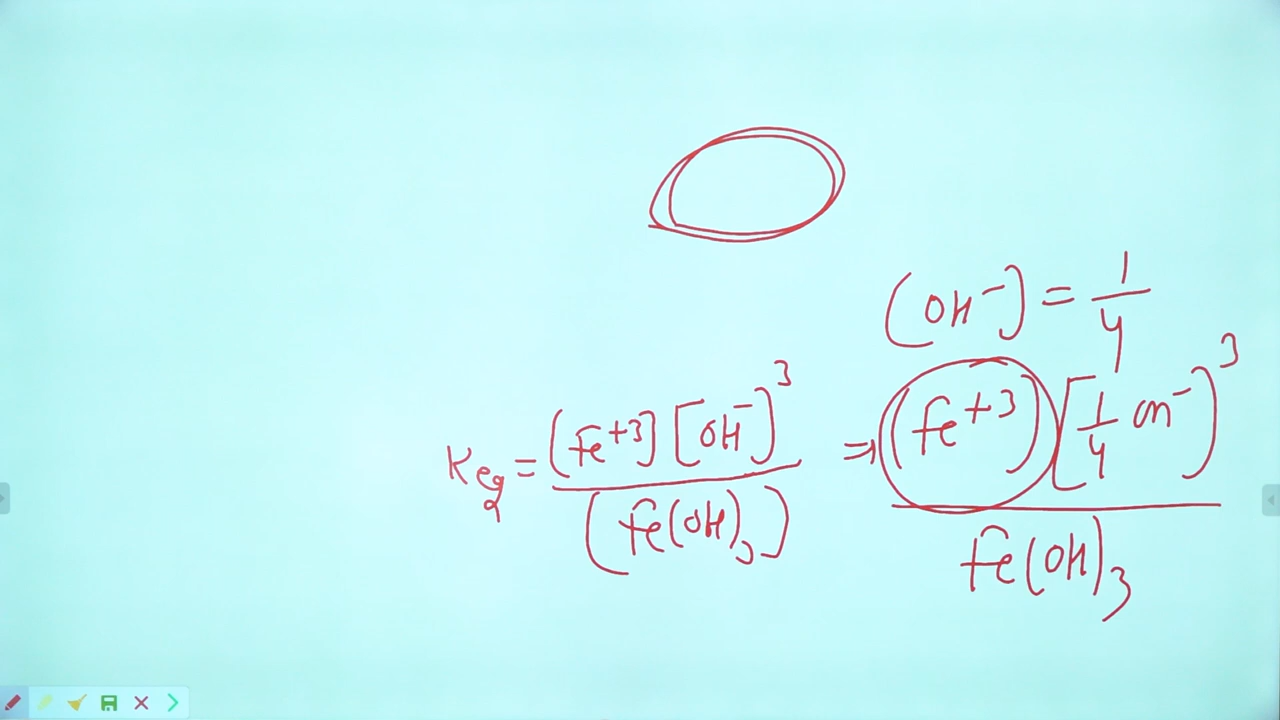 [OH⁻] = 1/4
Keq = [Fe⁺³] [OH⁻]³ / [Fe(OH)₃] ⇒ [Fe⁺³] [1/4 OH⁻]³ / Fe(OH)₃